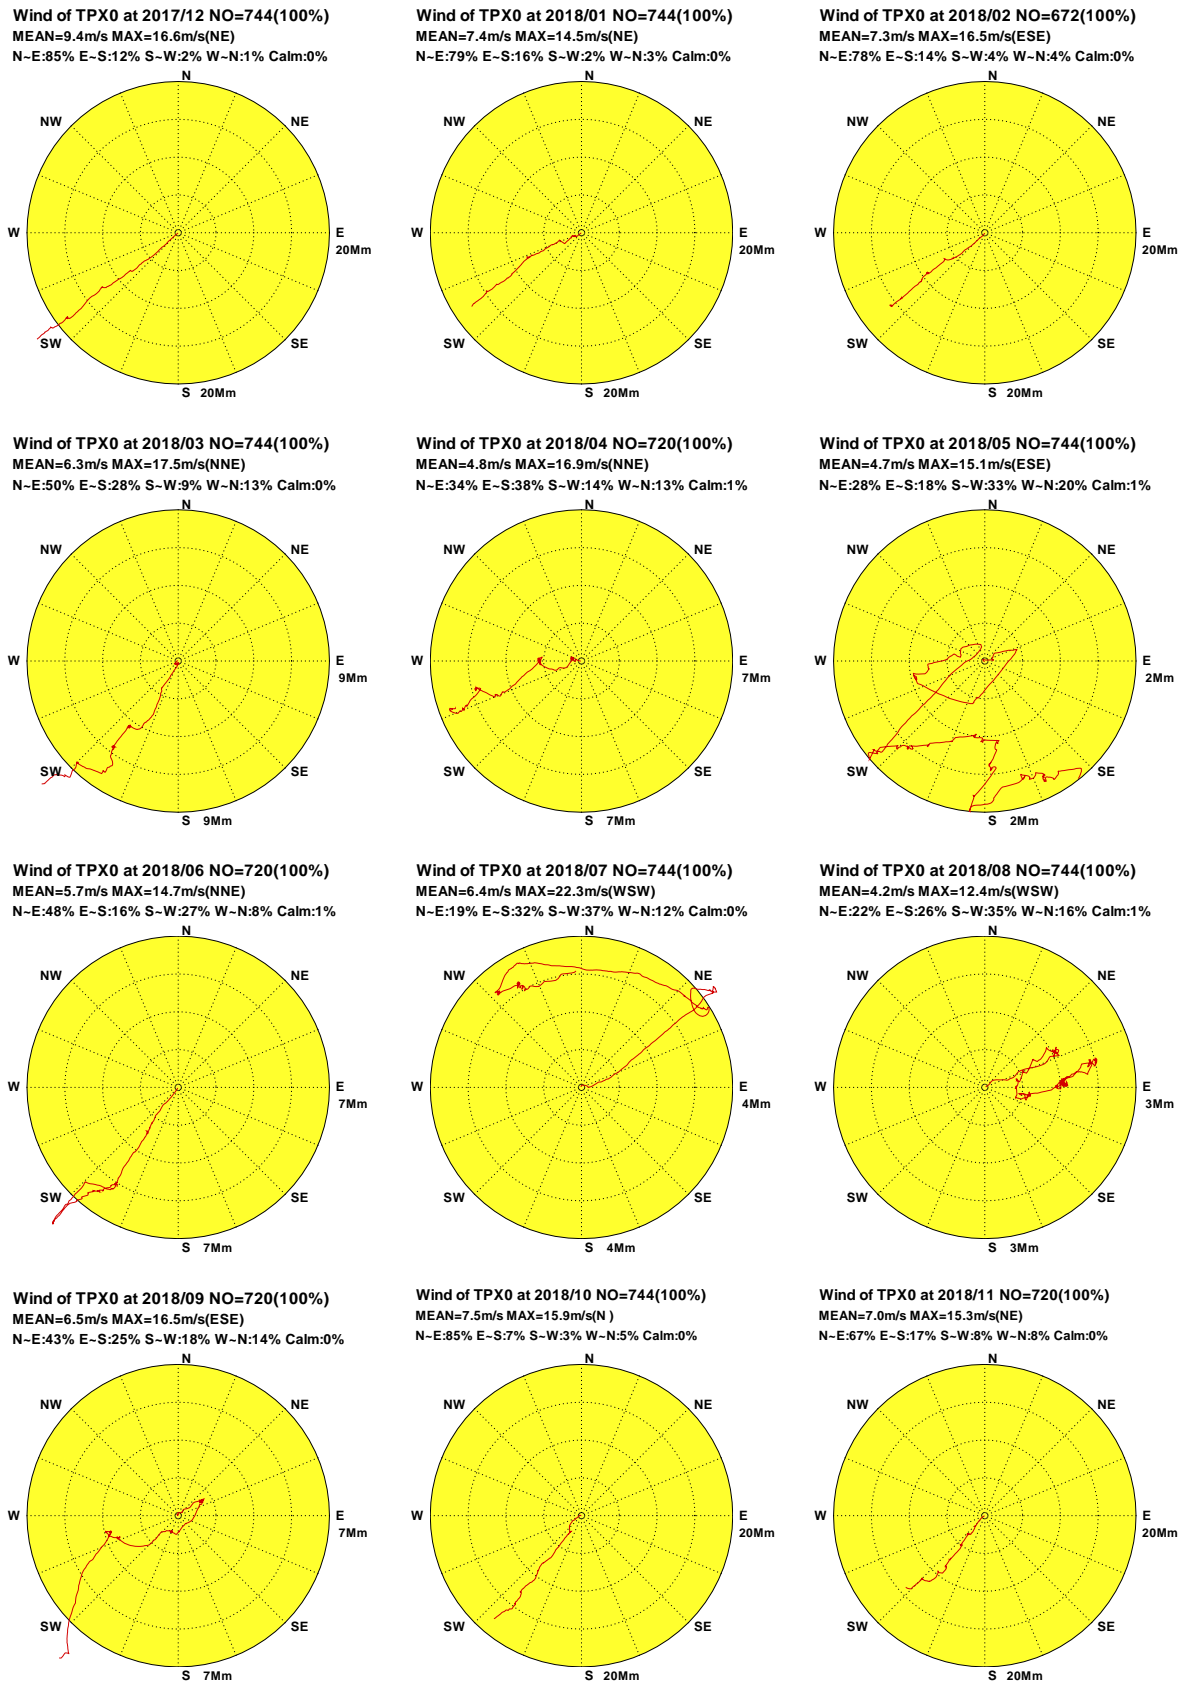 Wind of TPX0 at 2017/12 NO=744(100%)
MEAN=9.4m/s MAX=16.6m/s(NE)
N~E:85% E~S:12% S~W:2% W~N:1% Calm:0%
N
NW
NE
W
E
20Mm
SW
SE
S 20Mm
Wind of TPX0 at 2018/01 NO=744(100%)
MEAN=7.4m/s MAX=14.5m/s(NE)
N~E:79% E~S:16% S~W:2% W~N:3% Calm:0%
N
NW
NE
W
E
20Mm
SW
SE
S 20Mm
Wind of TPX0 at 2018/02 NO=672(100%)
MEAN=7.3m/s MAX=16.5m/s(ESE)
N~E:78% E~S:14% S~W:4% W~N:4% Calm:0%
N
NW
NE
W
E
20Mm
SW
SE
S 20Mm
Wind of TPX0 at 2018/03 NO=744(100%)
MEAN=6.3m/s MAX=17.5m/s(NNE)
N~E:50% E~S:28% S~W:9% W~N:13% Calm:0%
N
NW
NE
W
E
9Mm
SW
SE
S 9Mm
Wind of TPX0 at 2018/04 NO=720(100%)
MEAN=4.8m/s MAX=16.9m/s(NNE)
N~E:34% E~S:38% S~W:14% W~N:13% Calm:1%
N
NW
NE
W
E
7Mm
SW
SE
S 7Mm
Wind of TPX0 at 2018/05 NO=744(100%)
MEAN=4.7m/s MAX=15.1m/s(ESE)
N~E:28% E~S:18% S~W:33% W~N:20% Calm:1%
N
NW
NE
W
E
2Mm
SW
SE
S 2Mm
Wind of TPX0 at 2018/06 NO=720(100%)
MEAN=5.7m/s MAX=14.7m/s(NNE)
N~E:48% E~S:16% S~W:27% W~N:8% Calm:1%
N
NW
NE
W
E
7Mm
SW
SE
S 7Mm
Wind of TPX0 at 2018/07 NO=744(100%)
MEAN=6.4m/s MAX=22.3m/s(WSW)
N~E:19% E~S:32% S~W:37% W~N:12% Calm:0%
N
NW
NE
W
E
4Mm
SW
SE
S 4Mm
Wind of TPX0 at 2018/08 NO=744(100%)
MEAN=4.2m/s MAX=12.4m/s(WSW)
N~E:22% E~S:26% S~W:35% W~N:16% Calm:1%
N
NW
NE
W
E
3Mm
SW
SE
S 3Mm
Wind of TPX0 at 2018/09 NO=720(100%)
MEAN=6.5m/s MAX=16.5m/s(ESE)
N~E:43% E~S:25% S~W:18% W~N:14% Calm:0%
N
NW
NE
W
E
7Mm
SW
SE
S 7Mm
Wind of TPX0 at 2018/10 NO=744(100%)
MEAN=7.5m/s MAX=15.9m/s(N )
N~E:85% E~S:7% S~W:3% W~N:5% Calm:0%
N
NW
NE
W
E
20Mm
SW
SE
S 20Mm
Wind of TPX0 at 2018/11 NO=720(100%)
MEAN=7.0m/s MAX=15.3m/s(NE)
N~E:67% E~S:17% S~W:8% W~N:8% Calm:0%
N
NW
NE
W
E
20Mm
SW
SE
S 20Mm